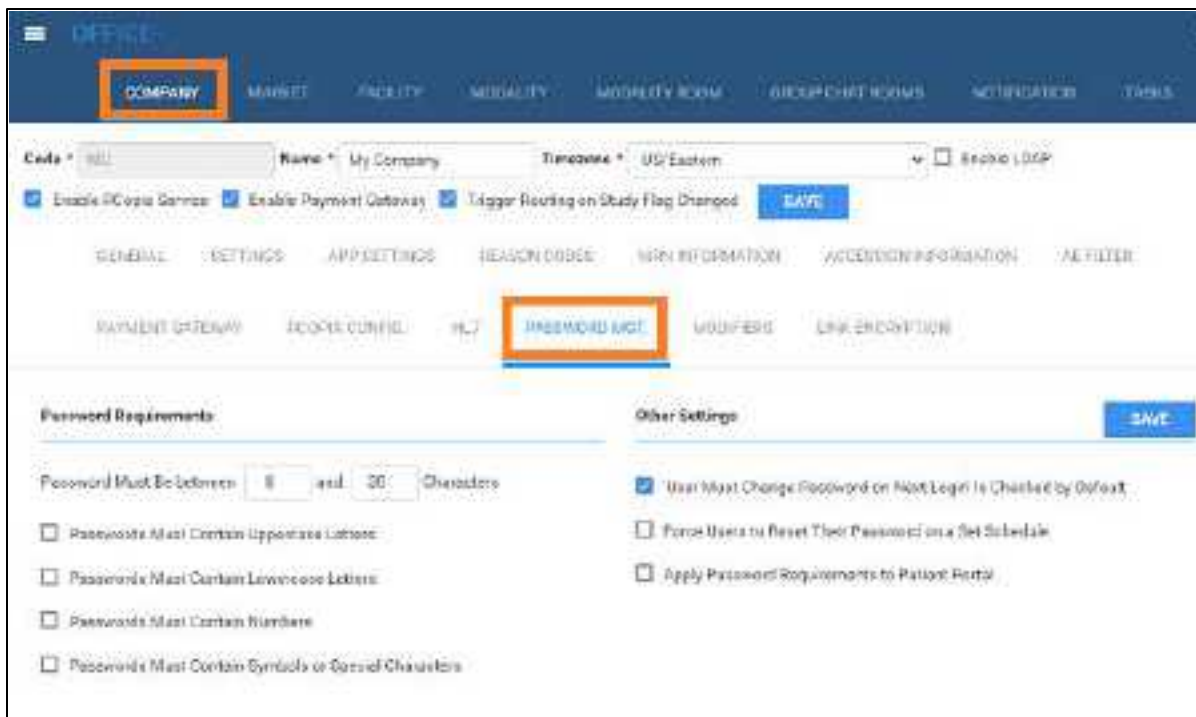 OFFICE
COMPANY MARKET FACILITY MODALITY MODALITY ROOM GROUP CHAT ROOMS NOTIFICATION TASKS
Code * Name * My Company Timezone * US/Eastern Enable LDAP
Enable RCopia Service Enable Payment Gateway Trigger Routing on Study Flag Changed SAVE
GENERAL SETTINGS APP SETTINGS REASON CODES MRN INFORMATION ACCESSION INFORMATION AE FILTER
PAYMENT GATEWAY RCOPIA CONFIG. HL7 PASSWORD MGT. MODIFIERS LINK ENCRYPTION
Password Requirements Other Settings SAVE
Password Must Be between 8 and 20 Characters User Must Change Password on Next Login Is Checked by Default
Passwords Must Contain Uppercase Letters Force Users to Reset Their Password on a Set Schedule
Passwords Must Contain Lowercase Letters Apply Password Requirements to Patient Portal
Passwords Must Contain Numbers
Passwords Must Contain Symbols or Special Characters